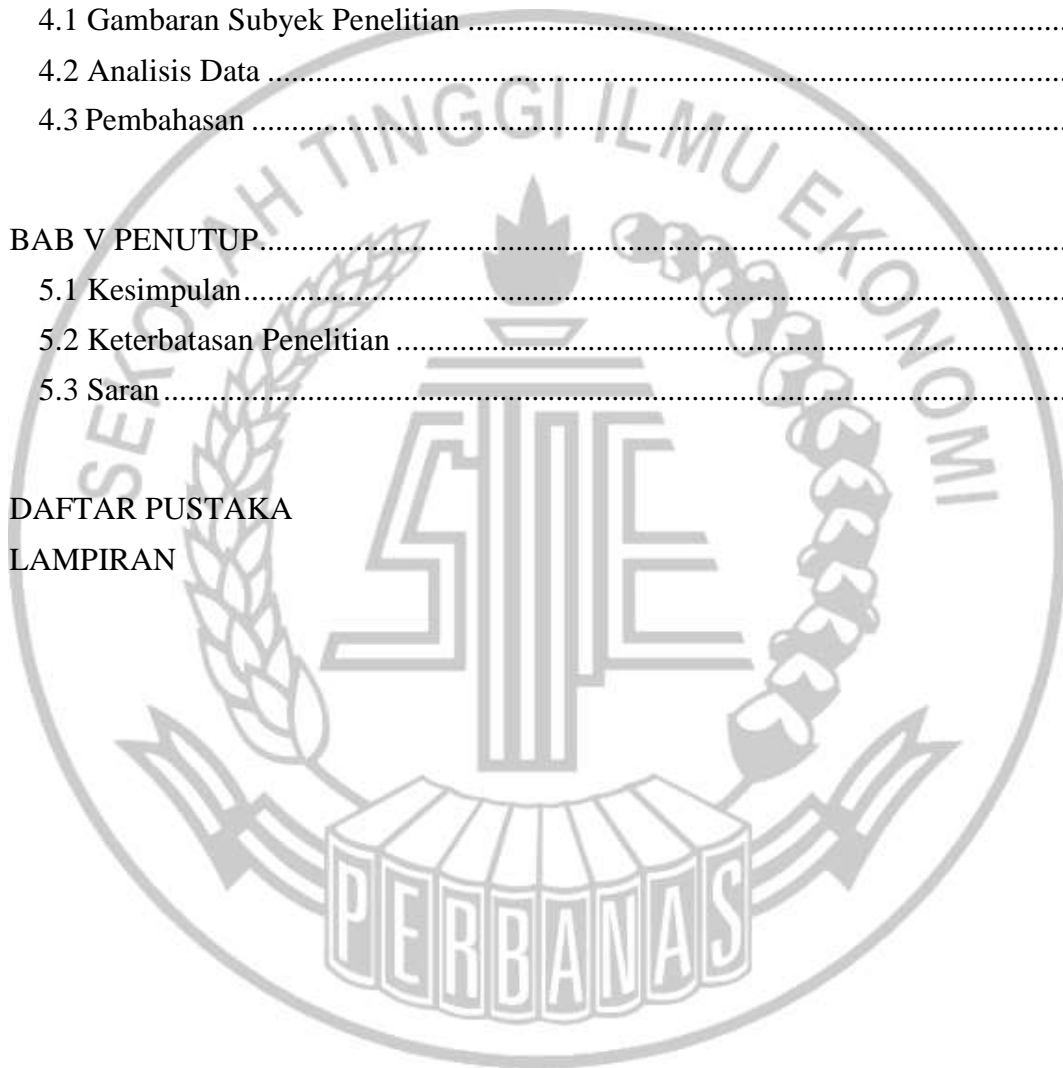 4.1 Gambaran Subyek Penelitian ..........................................................................
4.2 Analisis Data ....................................................................................................
4.3 Pembahasan ......................................................................................................
SEKOLAH TINGGI ILMU EKONOMI
BAB V PENUTUP.....................................................................................................
5.1 Kesimpulan.......................................................................................................
5.2 Keterbatasan Penelitian ...................................................................................
5.3 Saran .................................................................................................................
STIE
DAFTAR PUSTAKA
LAMPIRAN
PERBANAS